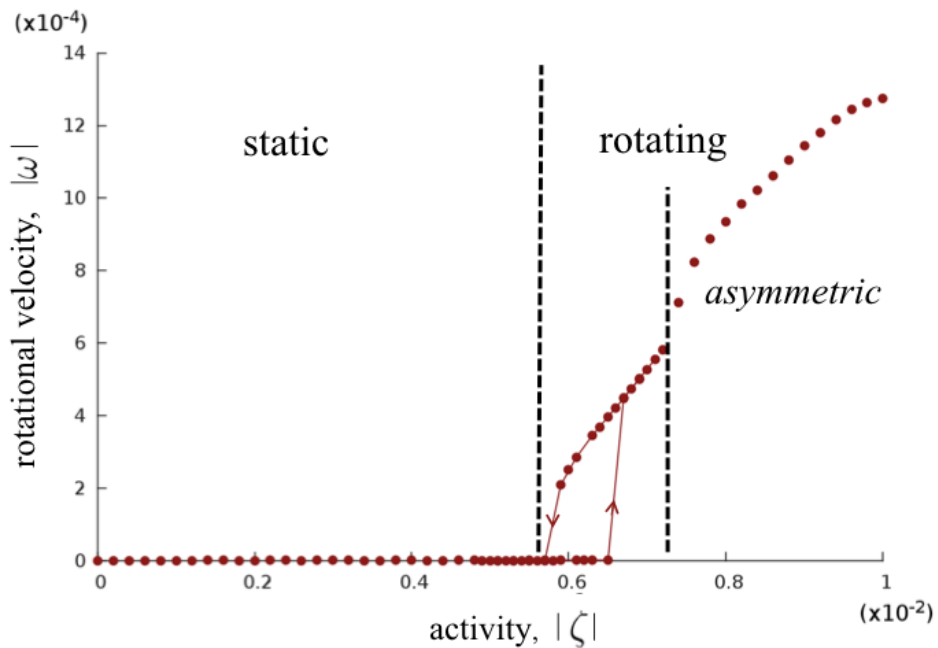 (x10-4)
14
12
10
8
6
4
2
0
rotational velocity, |ω|
static
rotating
asymmetric
0 0.2 0.4 0.6 0.8 1
(x10-2)
activity, |ζ|